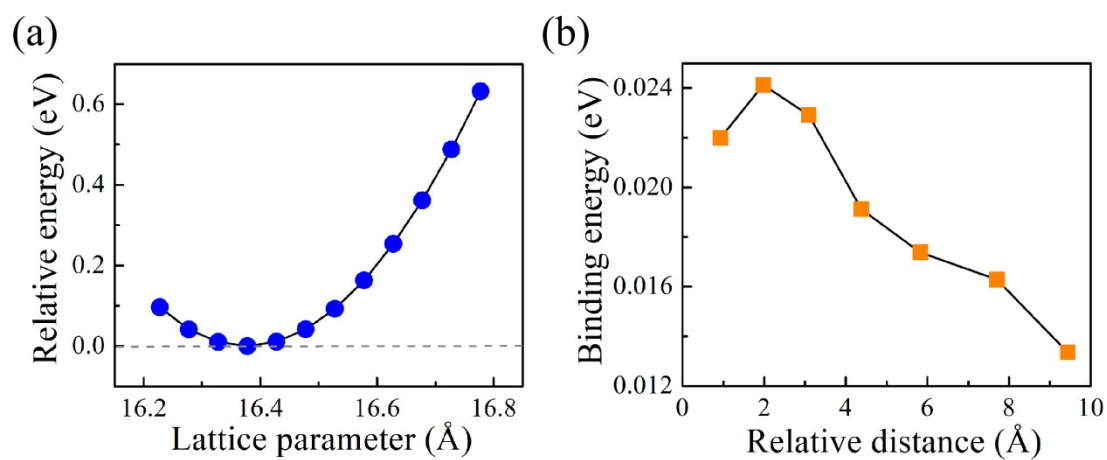 (a)
Relative energy (eV)
0.6
0.4
0.2
0.0
16.2 16.4 16.6 16.8
Lattice parameter (Å)
(b)
Binding energy (eV)
0.024
0.020
0.016
0.012
0 2 4 6 8 10
Relative distance (Å)